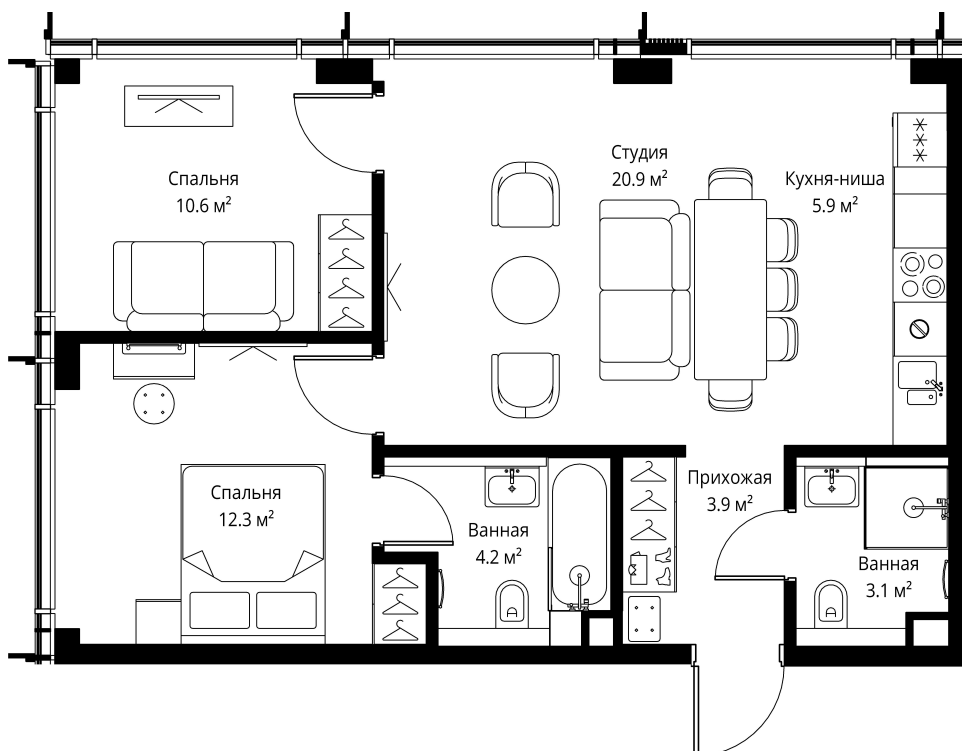 Спальня
10.6 м²
Студия
20.9 м²
Кухня-ниша
5.9 м²
Спальня
12.3 м²
Ванная
4.2 м²
Прихожая
3.9 м²
Ванная
3.1 м²